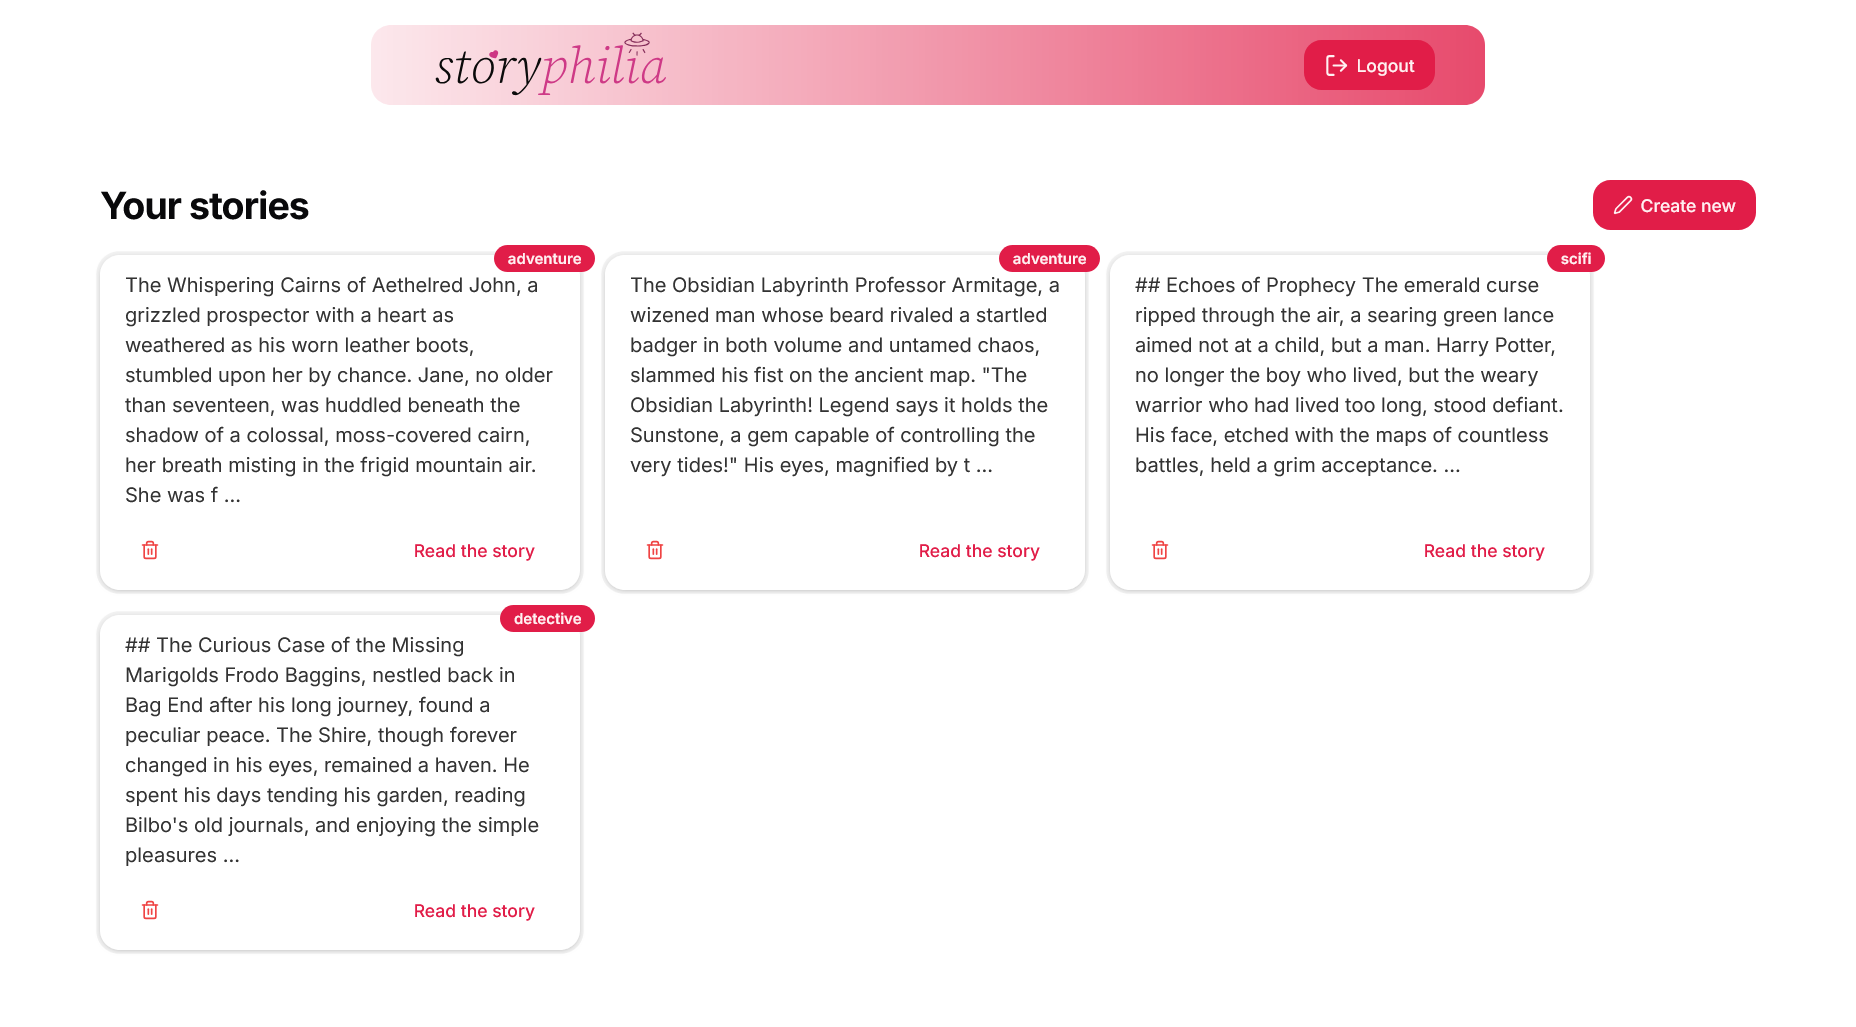 storyphilia
Logout
Your stories
Create new
adventure
The Whispering Cairns of Aethelred John, a
grizzled prospector with a heart as
weathered as his worn leather boots,
stumbled upon her by chance. Jane, no older
than seventeen, was huddled beneath the
shadow of a colossal, moss-covered cairn,
her breath misting in the frigid mountain air.
She was f ...
Read the story
adventure
The Obsidian Labyrinth Professor Armitage, a
wizened man whose beard rivaled a startled
badger in both volume and untamed chaos,
slammed his fist on the ancient map. "The
Obsidian Labyrinth! Legend says it holds the
Sunstone, a gem capable of controlling the
very tides!" His eyes, magnified by t ...
Read the story
scifi
## Echoes of Prophecy The emerald curse
ripped through the air, a searing green lance
aimed not at a child, but a man. Harry Potter,
no longer the boy who lived, but the weary
warrior who had lived too long, stood defiant.
His face, etched with the maps of countless
battles, held a grim acceptance. ...
Read the story
detective
## The Curious Case of the Missing
Marigolds Frodo Baggins, nestled back in
Bag End after his long journey, found a
peculiar peace. The Shire, though forever
changed in his eyes, remained a haven. He
spent his days tending his garden, reading
Bilbo's old journals, and enjoying the simple
pleasures ...
Read the story